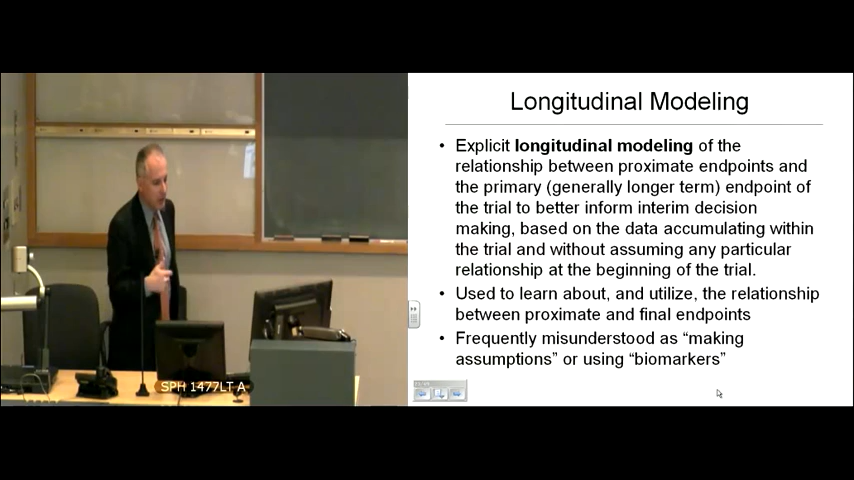 Longitudinal Modeling
• Explicit longitudinal modeling of the
relationship between proximate endpoints and
the primary (generally longer term) endpoint of
the trial to better inform interim decision
making, based on the data accumulating within
the trial and without assuming any particular
relationship at the beginning of the trial.
• Used to learn about, and utilize, the relationship
between proximate and final endpoints
• Frequently misunderstood as “making
assumptions” or using “biomarkers”
SPH 1477LT A